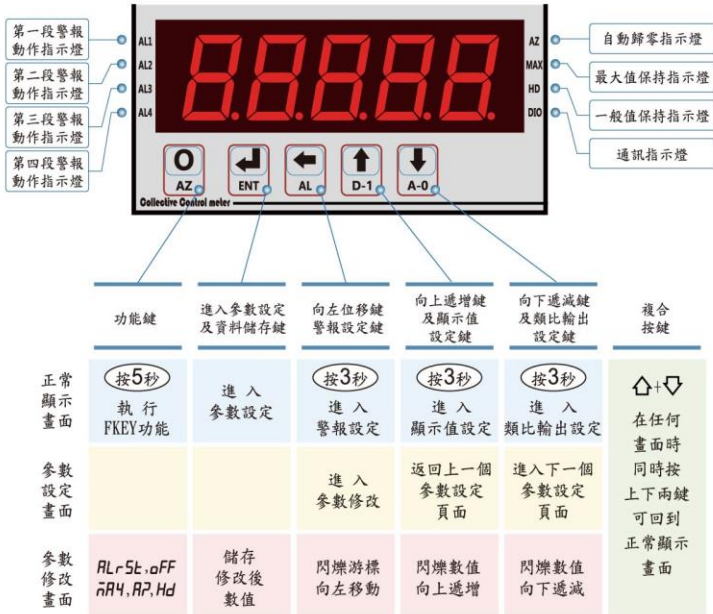 第一段警報
動作指示燈
第二段警報
動作指示燈
第三段警報
動作指示燈
第四段警報
動作指示燈
AL1
AL2
AL3
AL4
8.8.8.8.8
AZ
MAX
HD
DIO
自動歸零指示燈
最大值保持指示燈
一般值保持指示燈
通訊指示燈
AZ
ENT
AL
D-1
A-0
Collective Control meter
功能鍵
進入參數設定
及資料儲存鍵
向左位移鍵
警報設定鍵
向上遞增鍵
及顯示值
設定鍵
向下遞減鍵
及類比輸出
設定鍵
複合
按鍵
正常
顯示
畫面
按5秒
執行
FKEY功能
進入
參數設定
按3秒
進入
警報設定
按3秒
進入
顯示值設定
按3秒
進入
類比輸出設定
參數
設定
畫面
進入
參數修改
返回上一個
參數設定
頁面
進入下一個
參數設定
頁面
參數
修改
畫面
儲存
修改後
數值
閃爍游標
向左移動
閃爍數值
向上遞增
閃爍數值
向下遞減
+
在任何
畫面時
同時按
上下兩鍵
可回到
正常顯示
畫面